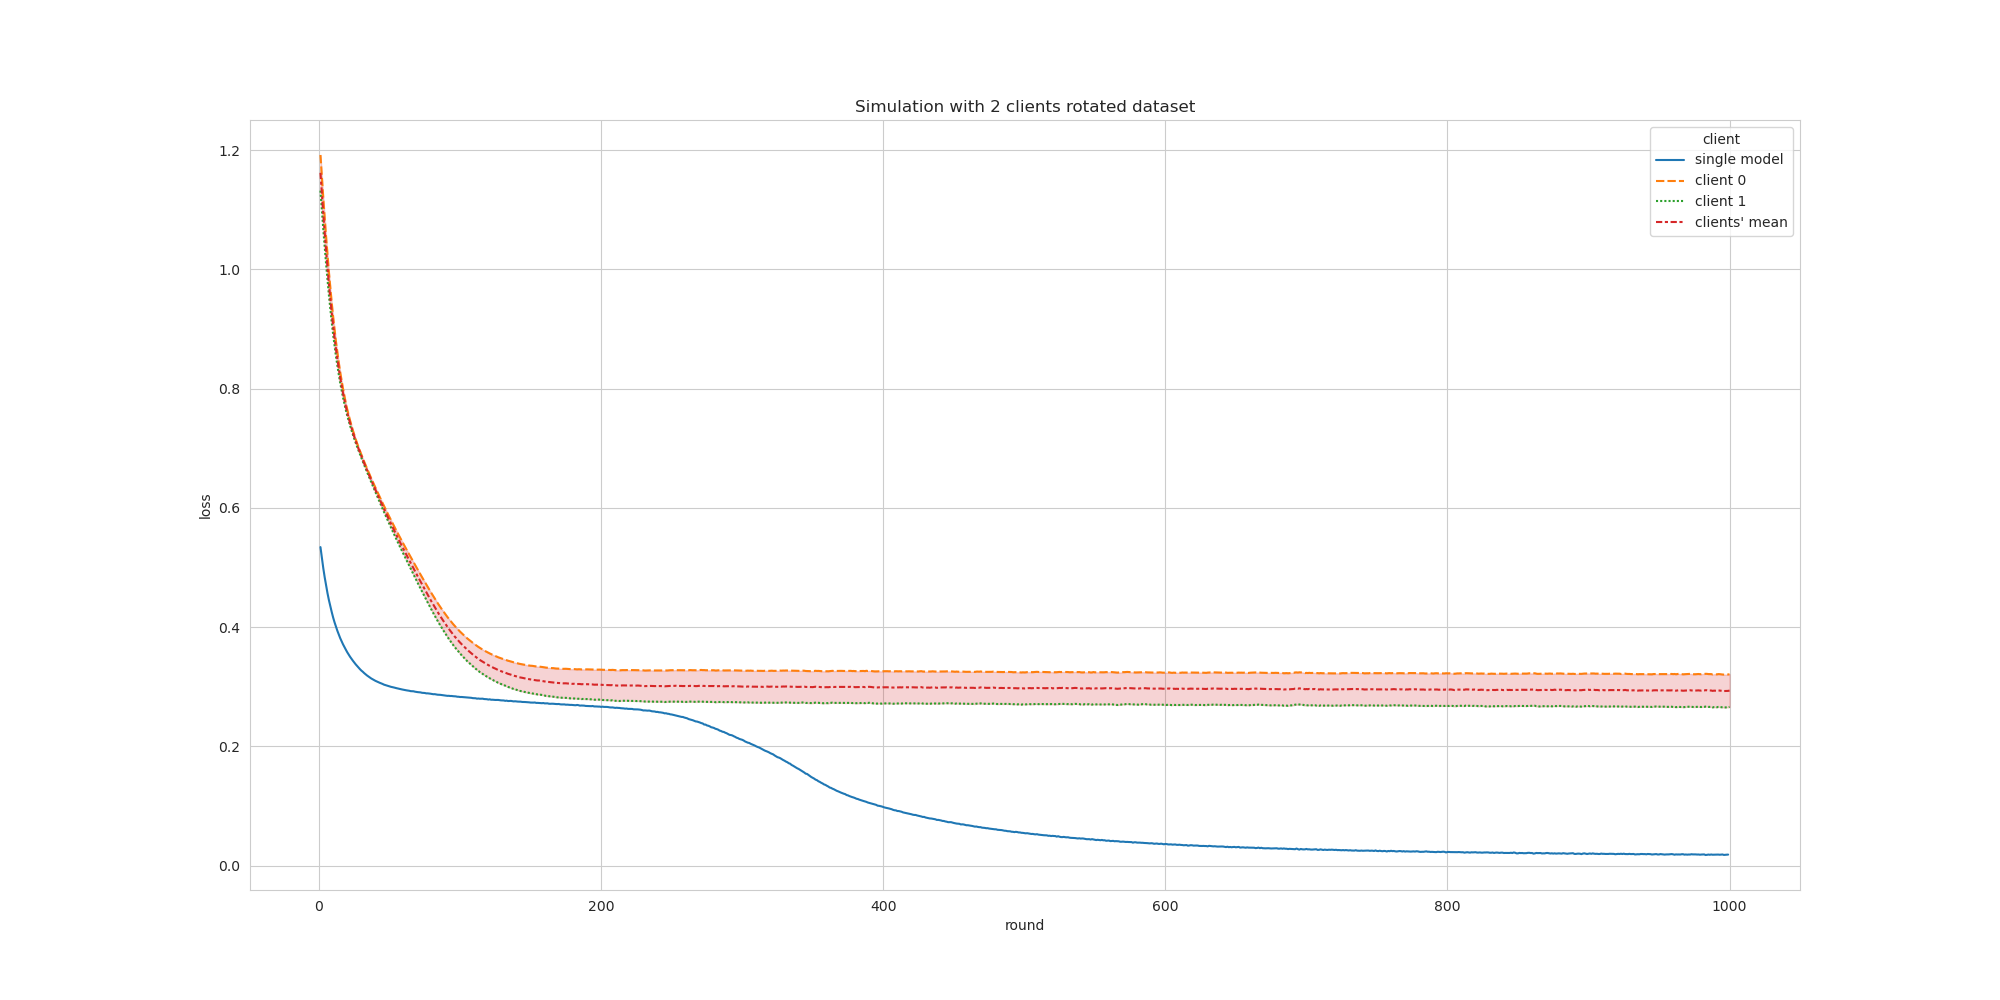 Simulation with 2 clients rotated dataset
client
single model
client 0
client 1
clients' mean
1.2
1.0
0.8
0.6
0.4
0.2
0.0
loss
0
200
400
600
800
1000
round